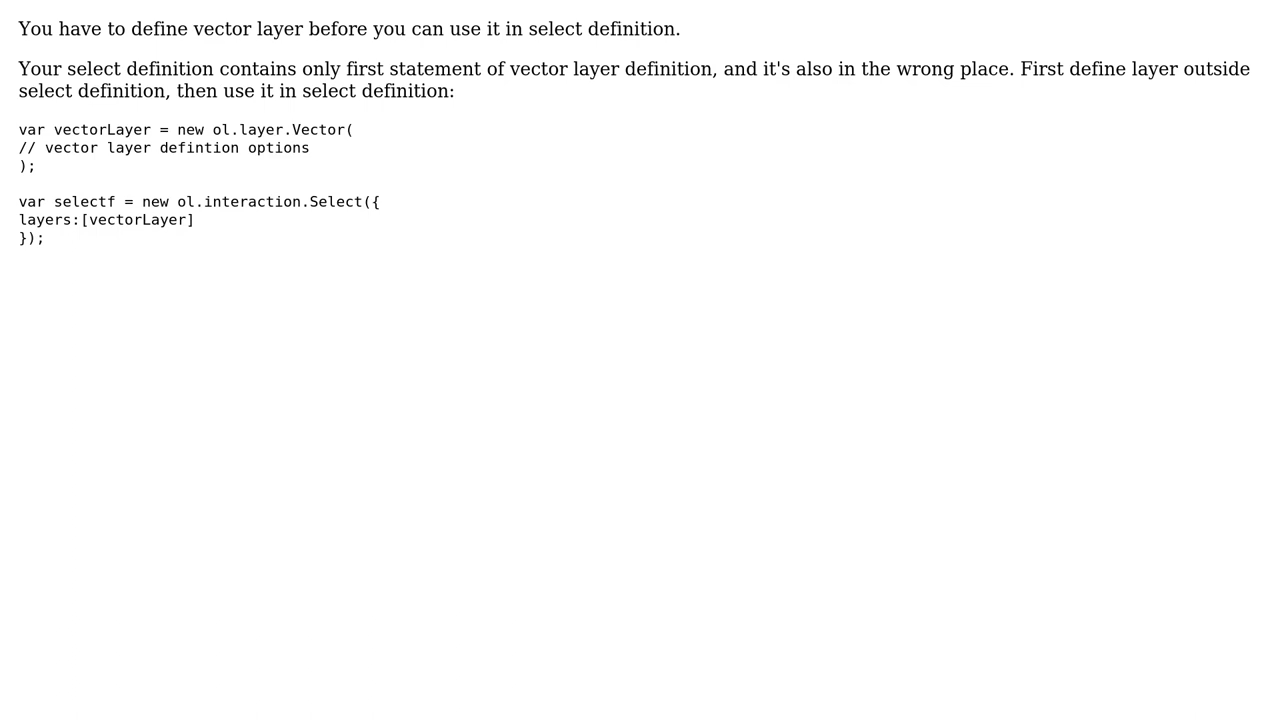 You have to define vector layer before you can use it in select definition.
Your select definition contains only first statement of vector layer definition, and it's also in the wrong place. First define layer outside
select definition, then use it in select definition:
var vectorLayer = new ol.layer.Vector(
// vector layer defintion options
);
var selectf = new ol.interaction.Select({
layers:[vectorLayer]
});